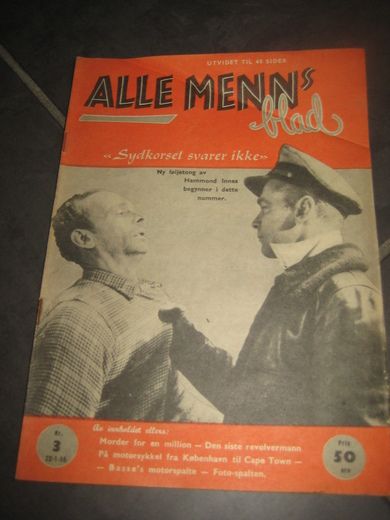 UTVIDET TIL 48 SIDER
ALLE MENNS
blad
«Sydkorset svarer ikke»
Ny føljetong av
Hammond Innes
begynner i dette
nummer.
Av innholdet ellers:
Nr.
3
Morder for en million — Den siste revolvermann
På motorsykkel fra København til Cape Town —
— Basse's motorspalte — Foto-spalten.
Pris
50